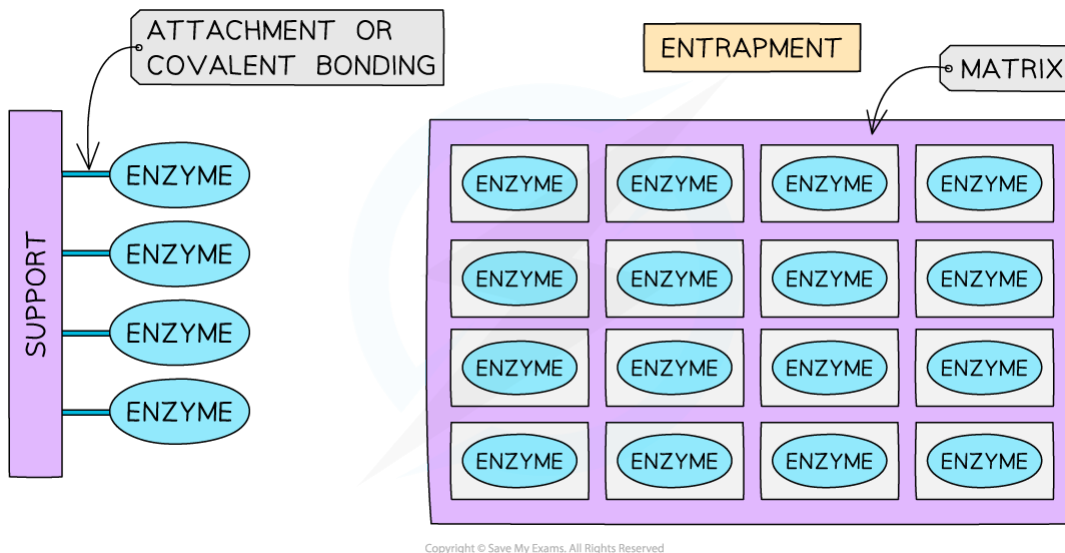 ATTACHMENT OR
COVALENT BONDING
SUPPORT
ENZYME
ENZYME
ENZYME
ENZYME
ENTRAPMENT
MATRIX
ENZYME ENZYME ENZYME ENZYME
ENZYME ENZYME ENZYME ENZYME
ENZYME ENZYME ENZYME ENZYME
ENZYME ENZYME ENZYME ENZYME
Copyright © Save My Exams. All Rights Reserved